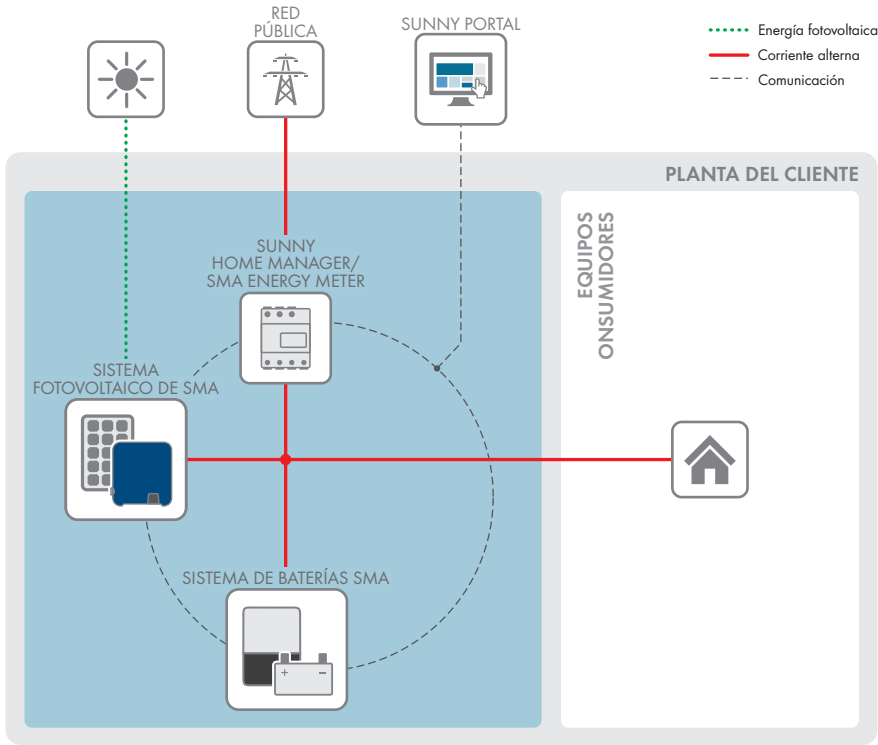 RED
PÚBLICA
SUNNY PORTAL
Energía fotovoltaica
Corriente alterna
Comunicación
PLANTA DEL CLIENTE
EQUIPOS
ONSUMIDORES
SUNNY
HOME MANAGER/
SMA ENERGY METER
SISTEMA
FOTOVOLTAICO DE SMA
SISTEMA DE BATERÍAS SMA
+ −